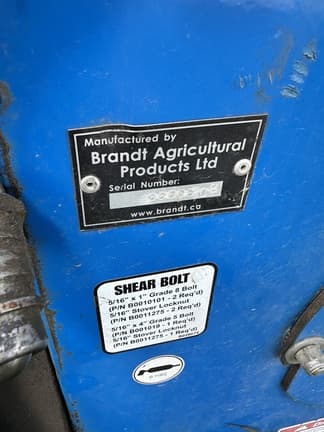 Manufactured by
Brandt Agricultural
Products Ltd
Serial Number:
www.brandt.ca
SHEAR BOLT
5/16" x 1" Grade 8 Bolt
(P/N B0010101 - 2 Req'd)
5/16" Stover Locknut
(P/N B0011275 - 2 Req'd)
5/16" x 4" Grade 5 Bolt
(P/N B001019 - 1 Req'd)
5/16" Stover Locknut
(P/N B0011275 - 1 Req'd)